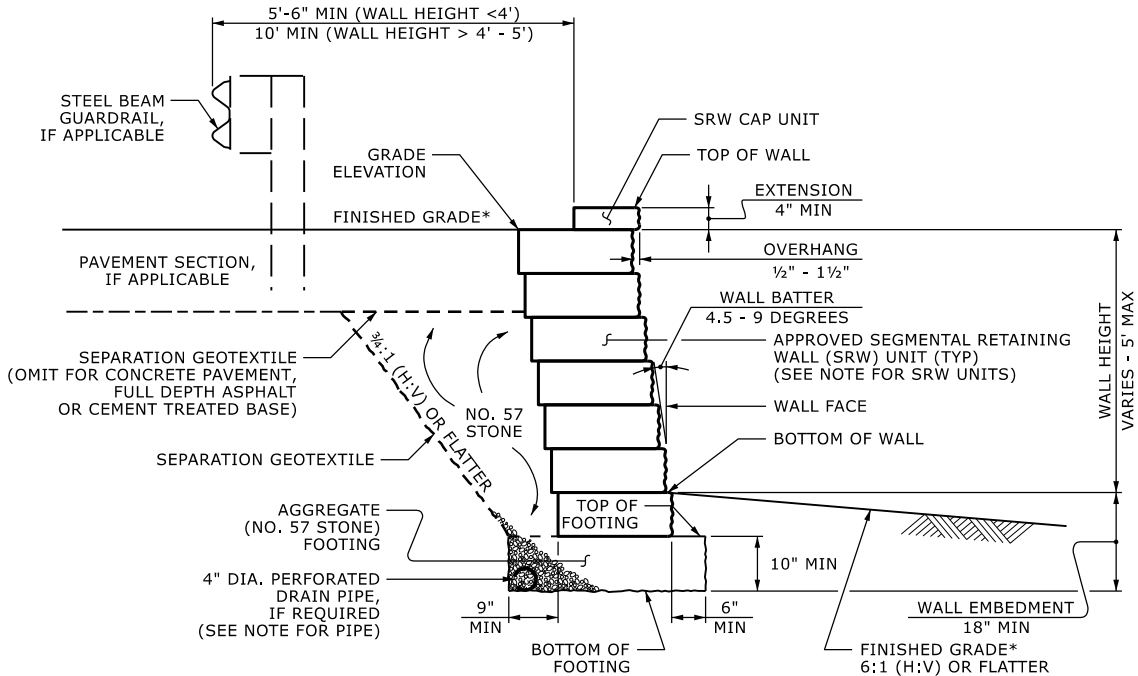 5'-6" MIN (WALL HEIGHT <4')
10' MIN (WALL HEIGHT > 4' - 5')
STEEL BEAM
GUARDRAIL,
IF APPLICABLE
SRW CAP UNIT
GRADE
ELEVATION
TOP OF WALL
EXTENSION
4" MIN
FINISHED GRADE*
PAVEMENT SECTION,
IF APPLICABLE
OVERHANG
½" - 1½"
WALL BATTER
4.5 - 9 DEGREES
SEPARATION GEOTEXTILE
(OMIT FOR CONCRETE PAVEMENT,
FULL DEPTH ASPHALT
OR CEMENT TREATED BASE)
¾:1 (H:V) OR FLATTER
APPROVED SEGMENTAL RETAINING
WALL (SRW) UNIT (TYP)
(SEE NOTE FOR SRW UNITS)
WALL HEIGHT
VARIES - 5' MAX
NO. 57
STONE
WALL FACE
BOTTOM OF WALL
SEPARATION GEOTEXTILE
AGGREGATE
(NO. 57 STONE)
FOOTING
TOP OF
FOOTING
4" DIA. PERFORATED
DRAIN PIPE,
IF REQUIRED
(SEE NOTE FOR PIPE)
10" MIN
9"
MIN
6"
MIN
WALL EMBEDMENT
18" MIN
BOTTOM OF
FOOTING
FINISHED GRADE*
6:1 (H:V) OR FLATTER